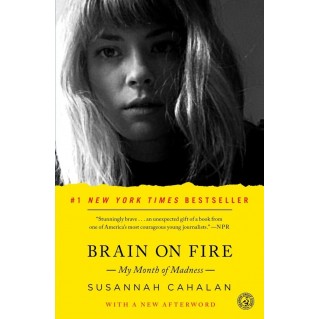 #1 NEW YORK TIMES BESTSELLER
"Stunningly brave . . . an unexpected gift of a book from
one of America's most courageous young journalists." —NPR
BRAIN ON FIRE
— My Month of Madness —
SUSANNAH CAHALAN
WITH A NEW AFTERWORD